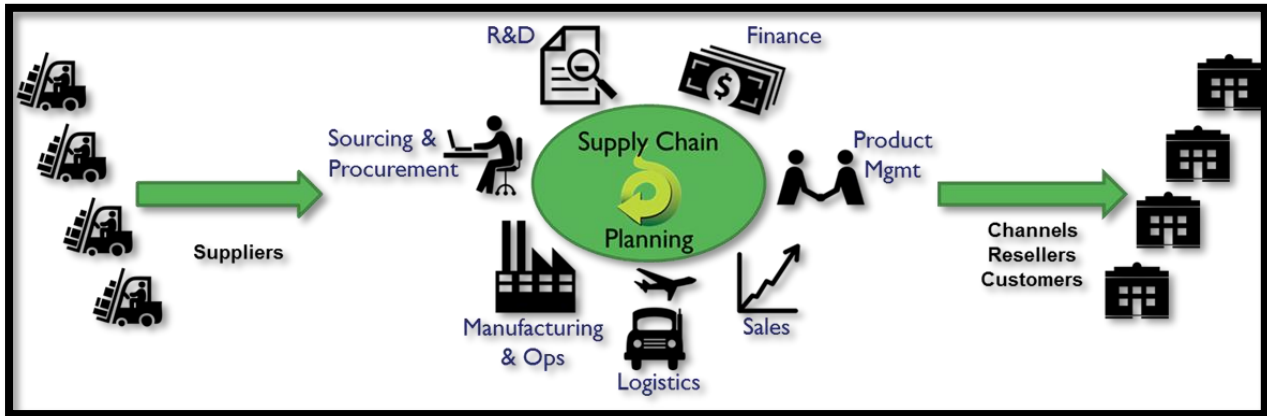 R&D
Finance
Sourcing &
Procurement
Supply Chain
Planning
Product
Mgmt
Suppliers
Channels
Resellers
Customers
Manufacturing
& Ops
Logistics
Sales
$